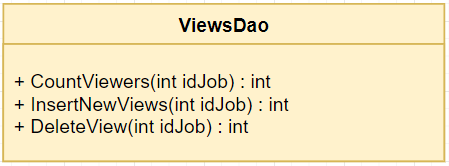 ViewsDao
+ CountViewers(int idJob) : int
+ InsertNewViews(int idJob) : int
+ DeleteView(int idJob) : int